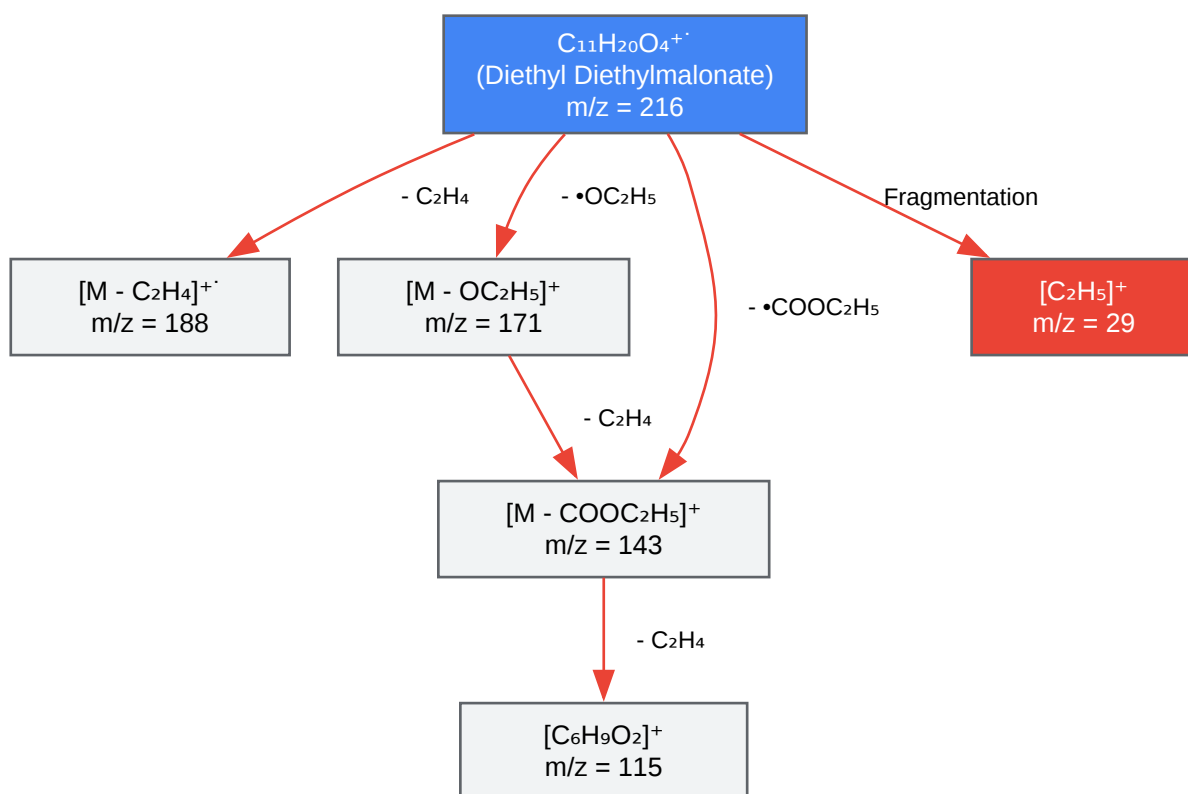 C₁₁H₂₀O₄⁺˙
(Diethyl Diethylmalonate)
m/z = 216
- C₂H₄
- •OC₂H₅
Fragmentation
[M - C₂H₄]⁺˙
m/z = 188
[M - OC₂H₅]⁺
m/z = 171
- •COOC₂H₅
[C₂H₅]⁺
m/z = 29
- C₂H₄
[M - COOC₂H₅]⁺
m/z = 143
- C₂H₄
[C₆H₉O₂]⁺
m/z = 115